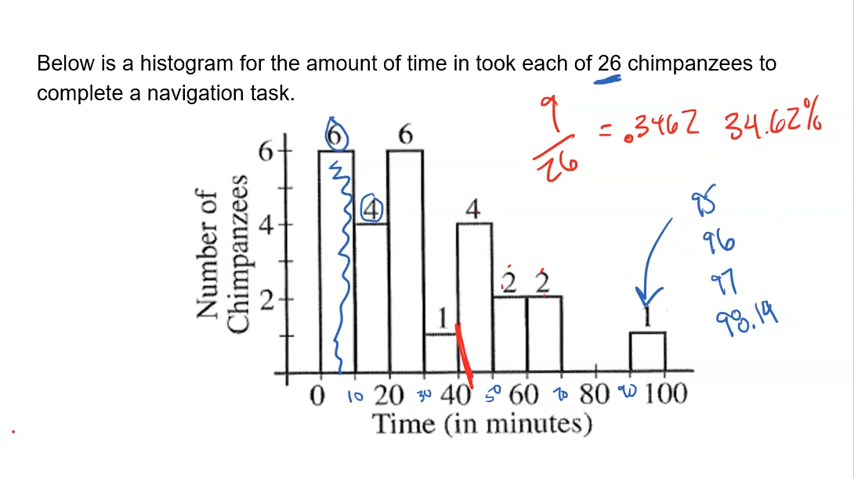 Below is a histogram for the amount of time in took each of 26 chimpanzees to
complete a navigation task.
9/26 = .3462 34.62%
6
6
6
4
4
4
2
2
2
1
1
95
96
97
98.19
Number of
Chimpanzees
0 10 20 30 40 50 60 70 80 90 100
Time (in minutes)